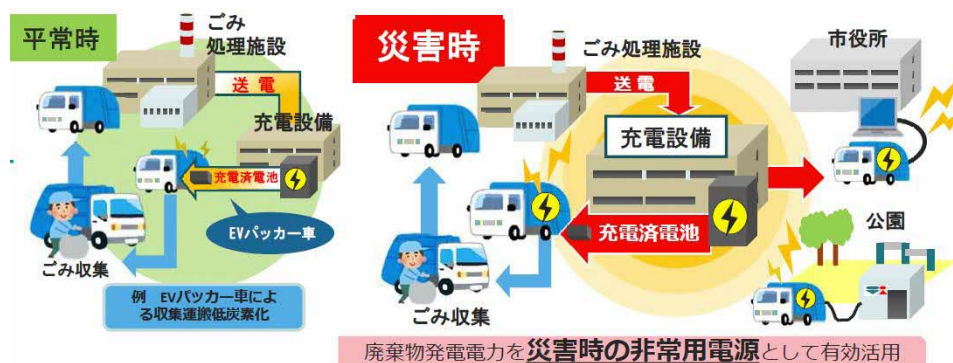 平常時
ごみ
処理施設
送電
充電設備
充電済電池
EVパッカー車
ごみ収集
例 EVパッカー車によ
る収集運搬低炭素化
災害時
ごみ処理施設
送電
充電設備
充電済電池
ごみ収集
市役所
公園
廃棄物発電電力を災害時の非常用電源として有効活用